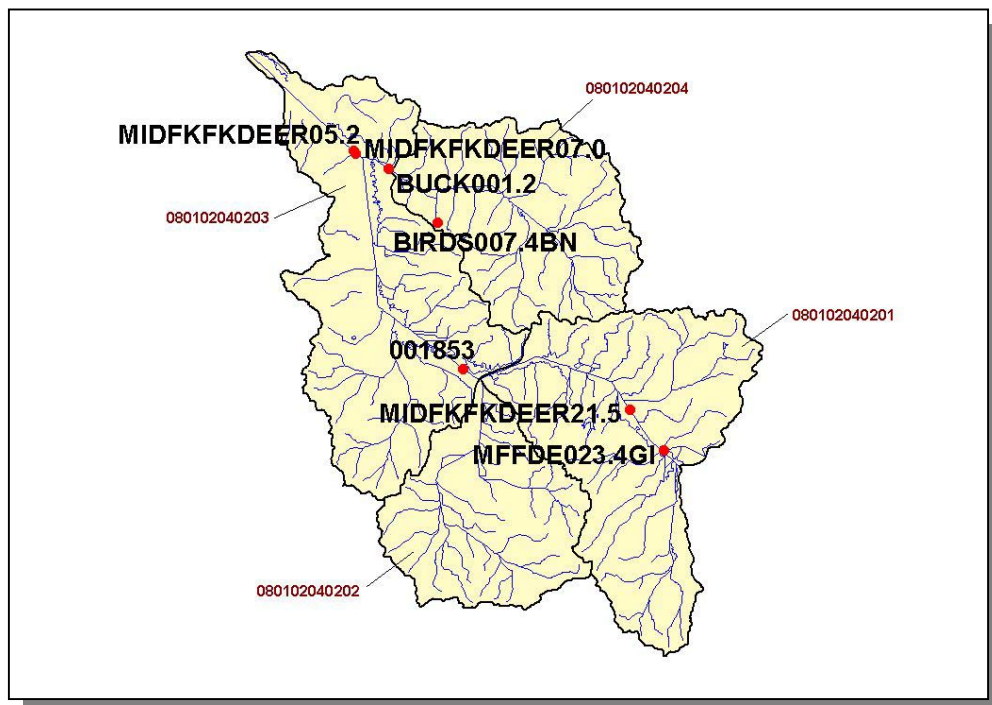 080102040204
MIDFKFKDEER05.2
MIDFKFKDEER07.0
BUCK001.2
080102040203
BIRDS007.4BN
080102040201
001853
MIDFKFKDEER21.5
MFFDE023.4GI
080102040202